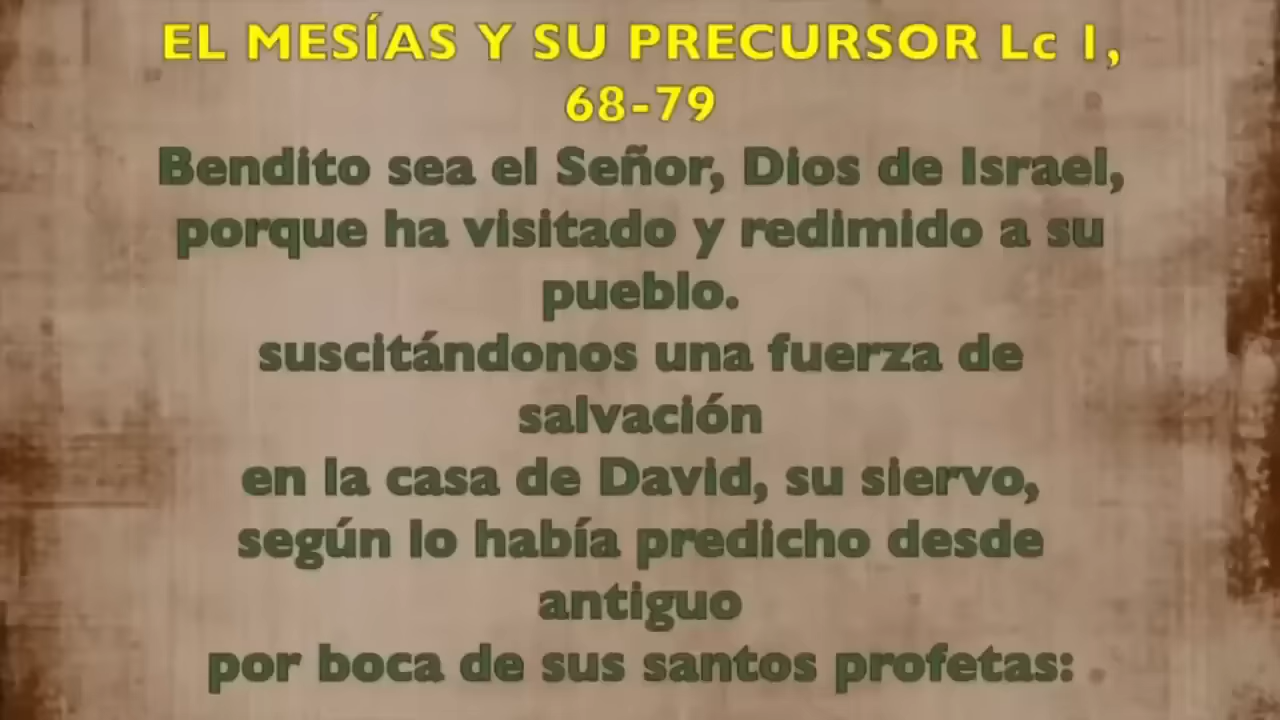 EL MESÍAS Y SU PRECURSOR Lc 1,
68-79
Bendito sea el Señor, Dios de Israel,
porque ha visitado y redimido a su
pueblo.
suscitándonos una fuerza de
salvación
en la casa de David, su siervo,
según lo había predicho desde
antiguo
por boca de sus santos profetas: